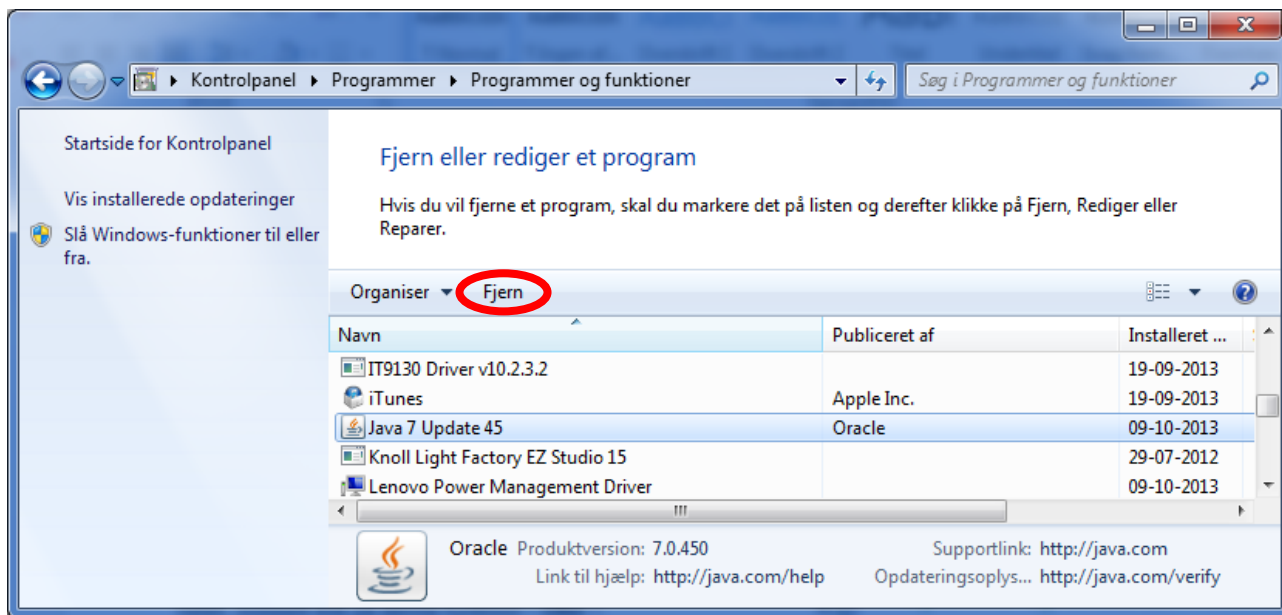 Kontrolpanel Programmer Programmer og funktioner Søg i Programmer og funktioner
Startside for Kontrolpanel
Vis installerede opdateringer
Slå Windows-funktioner til eller
fra.
Fjern eller rediger et program
Hvis du vil fjerne et program, skal du markere det på listen og derefter klikke på Fjern, Rediger eller
Reparer.
Organiser Fjern
Navn Publiceret af Installeret ...
IT9130 Driver v10.2.3.2 19-09-2013
iTunes Apple Inc. 19-09-2013
Java 7 Update 45 Oracle 09-10-2013
Knoll Light Factory EZ Studio 15 29-07-2012
Lenovo Power Management Driver 09-10-2013
Oracle Produktversion: 7.0.450 Supportlink: http://java.com
Link til hjælp: http://java.com/help Opdateringsoplys... http://java.com/verify